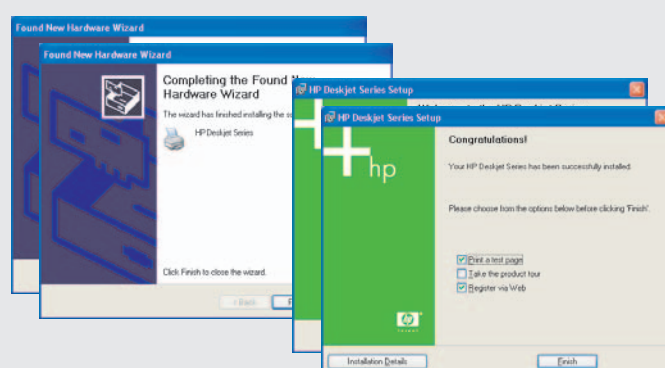 Found New Hardware Wizard
Found New Hardware Wizard
Completing the Found New
Hardware Wizard
The wizard has finished installing the
HP Deskjet Series
Click Finish to close the wizard.
< Back
HP Deskjet Series Setup
HP Deskjet Series Setup
hp
Congratulations!
Your HP Deskjet Series has been successfully installed.
Please choose from the options below before clicking 'Finish'.
Print a test page
Take the product tour
Register via Web
hp
invent
Installation Details
Finish